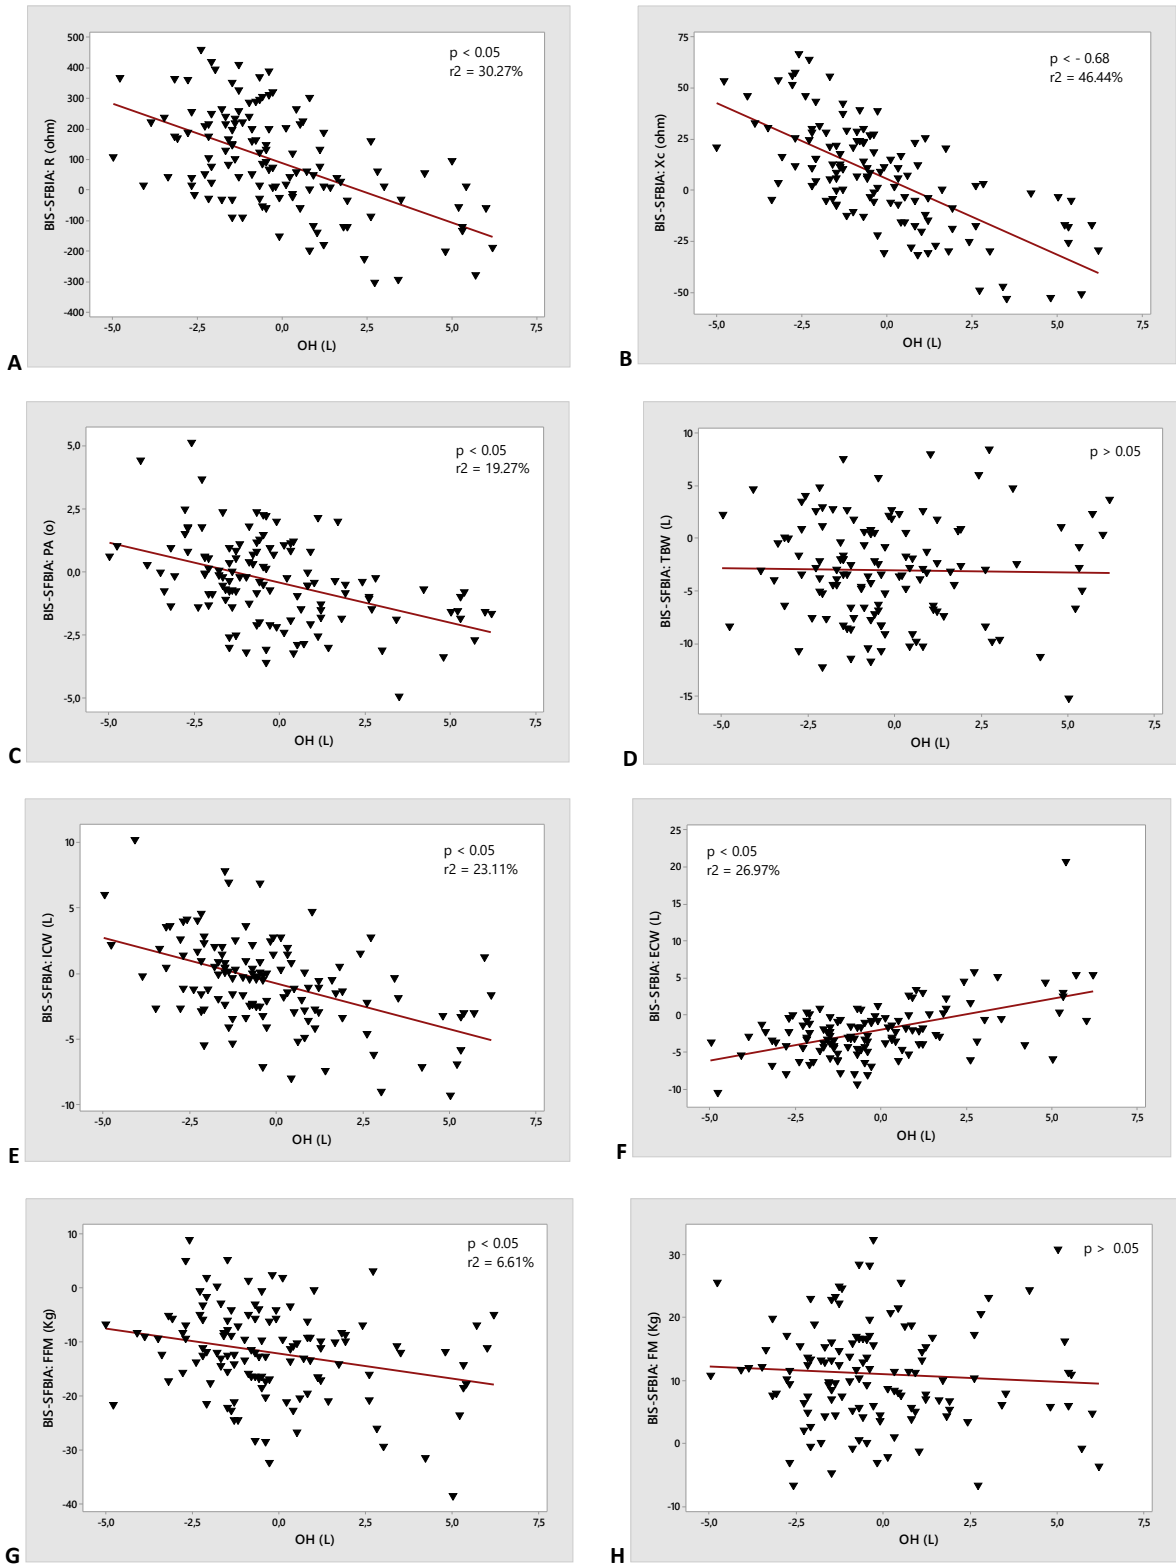 p < 0.05
r2 = 30.27%
BIS-SFBIA: R (ohm)
500
400
300
200
100
0
-100
-200
-300
-400
-5,0
-2,5
0,0
2,5
5,0
7,5
OH (L)
A
p < - 0.68
r2 = 46.44%
BIS-SFBIA: Xc (ohm)
75
50
25
0
-25
-50
-5,0
-2,5
0,0
2,5
5,0
7,5
OH (L)
B
p < 0.05
r2 = 19.27%
BIS-SFBIA: PA (o)
5,0
2,5
0,0
-2,5
-5,0
-5,0
-2,5
0,0
2,5
5,0
7,5
OH (L)
C
p > 0.05
BIS-SFBIA: TBW (L)
10
5
0
-5
-10
-15
-5,0
-2,5
0,0
2,5
5,0
7,5
OH (L)
D
p < 0.05
r2 = 23.11%
BIS-SFBIA: ICW (L)
10
5
0
-5
-10
-5,0
-2,5
0,0
2,5
5,0
7,5
OH (L)
E
p < 0.05
r2 = 26.97%
BIS-SFBIA: ECW (L)
25
20
15
10
5
0
-5
-10
-5,0
-2,5
0,0
2,5
5,0
7,5
OH (L)
F
p < 0.05
r2 = 6.61%
BIS-SFBIA: FFM (Kg)
10
0
-10
-20
-30
-40
-5,0
-2,5
0,0
2,5
5,0
7,5
OH (L)
G
p > 0.05
BIS-SFBIA: FM (Kg)
30
20
10
0
-10
-5,0
-2,5
0,0
2,5
5,0
7,5
OH (L)
H